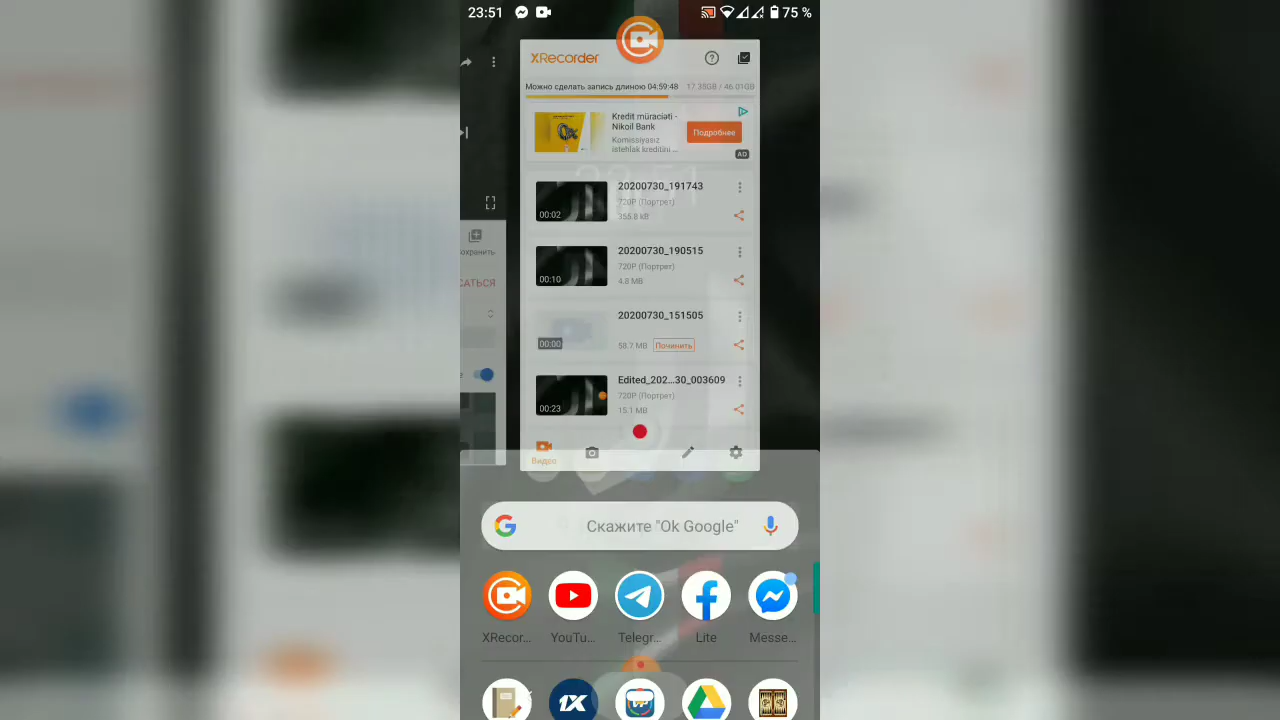 23:51
75 %
XRecorder
Можно сделать запись длиною 04:59:48 17.35GB / 46.01GB
Kredit müraciəti -
Nikoil Bank
Komissiyasız
istehlak kreditini ...
Подробнее
AD
20200730_191743
720P (Портрет)
355.8 kB
00:02
20200730_190515
720P (Портрет)
4.8 MB
00:10
20200730_151505
58.7 MB Починить
00:00
Edited_202...30_003609
720P (Портрет)
15.1 MB
00:23
Видео
охранить
САТЬСЯ
Скажите "Ok Google"
XRecor... YouTu... Telegr... Lite Messe...
1X